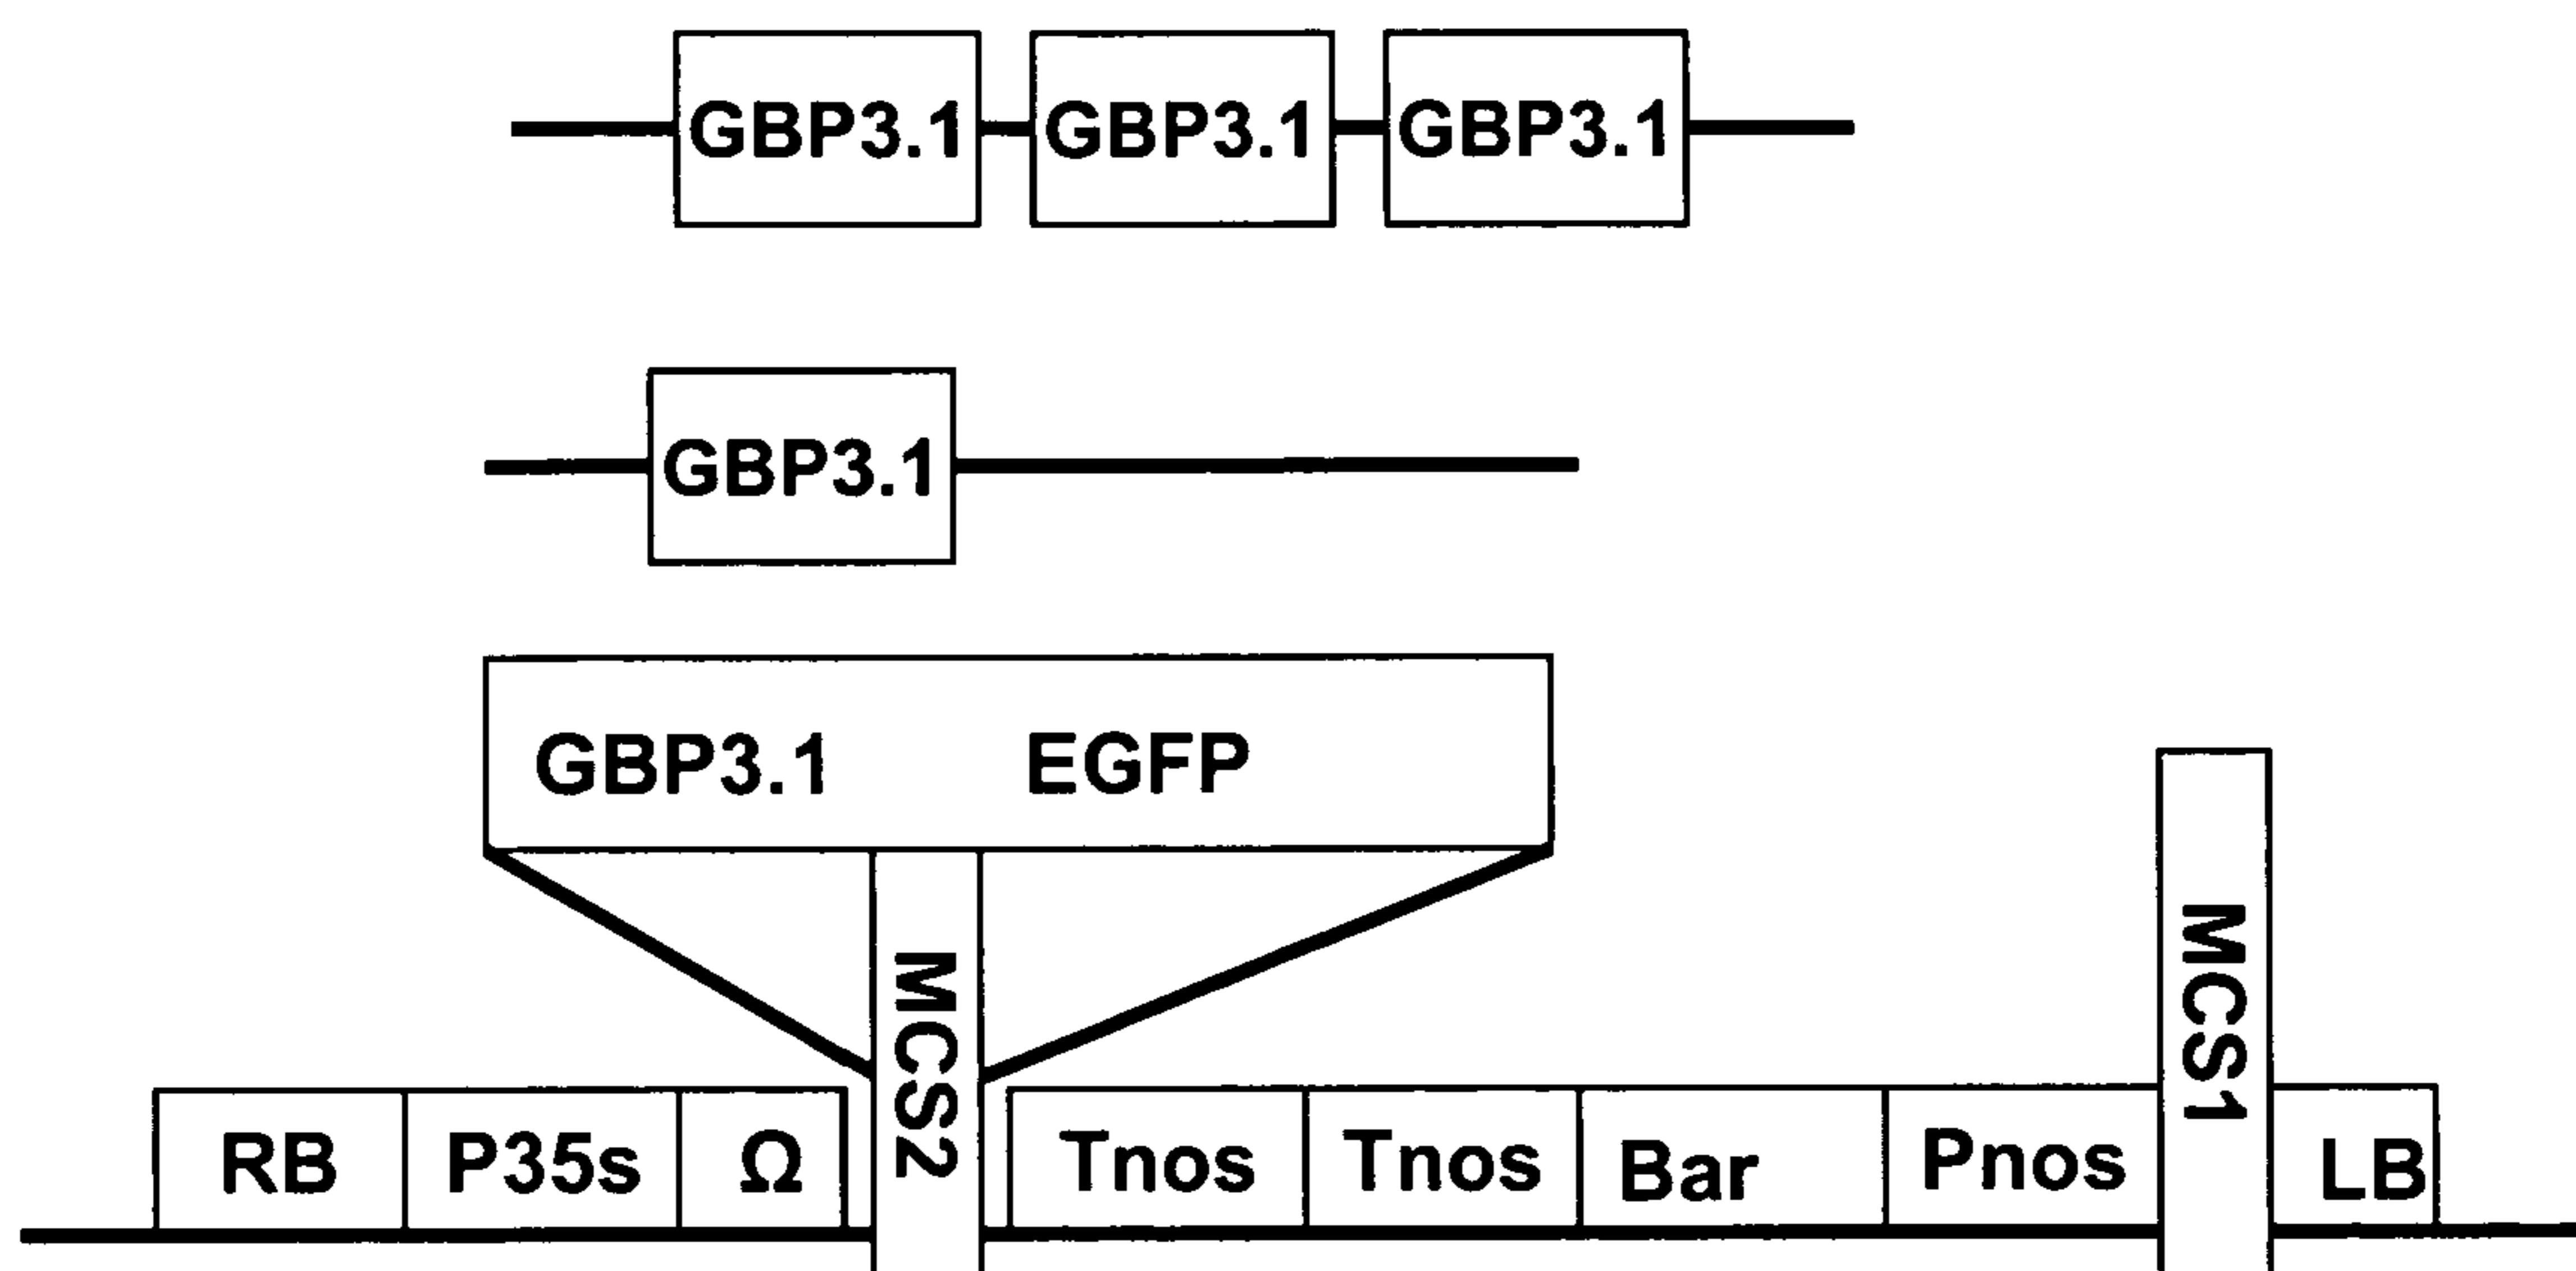 GBP3.1 GBP3.1 GBP3.1
GBP3.1
GBP3.1 EGFP
MCS2
MCS1
RB P35s Ω Tnos Tnos Bar Pnos LB